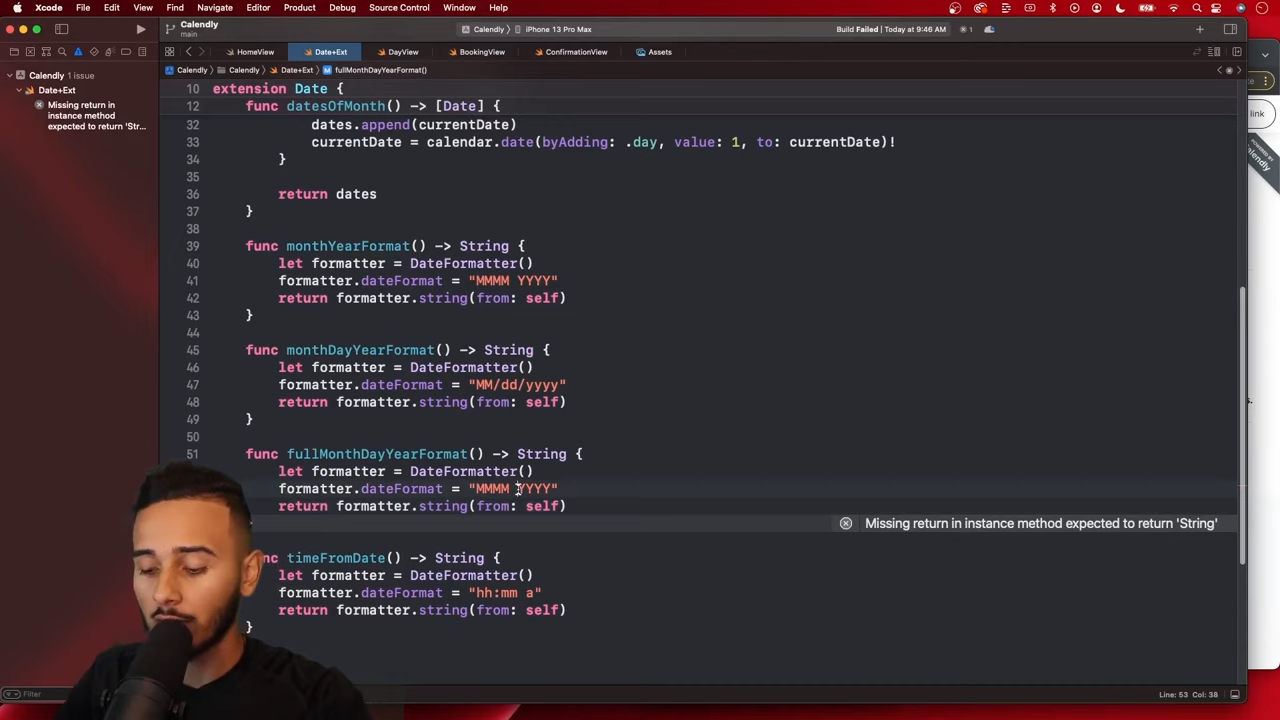 Xcode File Edit View Find Navigate Editor Product Debug Source Control Window Help
Calendly
main
Calendly
iPhone 13 Pro Max
Build Failed | Today at 9:46 AM
1
HomeView
Date+Ext
DayView
BookingView
ConfirmationView
Assets
Calendly
Calendly
Date+Ext
M fullMonthDayYearFormat()
Calendly 1 issue
Date+Ext
Missing return in
instance method
expected to return 'Str...
10 extension Date {
12 func datesOfMonth() -> [Date] {
32 dates.append(currentDate)
33 currentDate = calendar.date(byAdding: .day, value: 1, to: currentDate)!
34 }
35
36 return dates
37 }
38
39 func monthYearFormat() -> String {
40 let formatter = DateFormatter()
41 formatter.dateFormat = "MMMM YYYY"
42 return formatter.string(from: self)
43 }
44
45 func monthDayYearFormat() -> String {
46 let formatter = DateFormatter()
47 formatter.dateFormat = "MM/dd/yyyy"
48 return formatter.string(from: self)
49 }
50
51 func fullMonthDayYearFormat() -> String {
let formatter = DateFormatter()
formatter.dateFormat = "MMMM YYYY"
return formatter.string(from: self)
Missing return in instance method expected to return 'String'
timeFromDate() -> String {
let formatter = DateFormatter()
formatter.dateFormat = "hh:mm a"
return formatter.string(from: self)
}
Filter
Line: 53 Col: 38
link
POWERED BY
Calendly